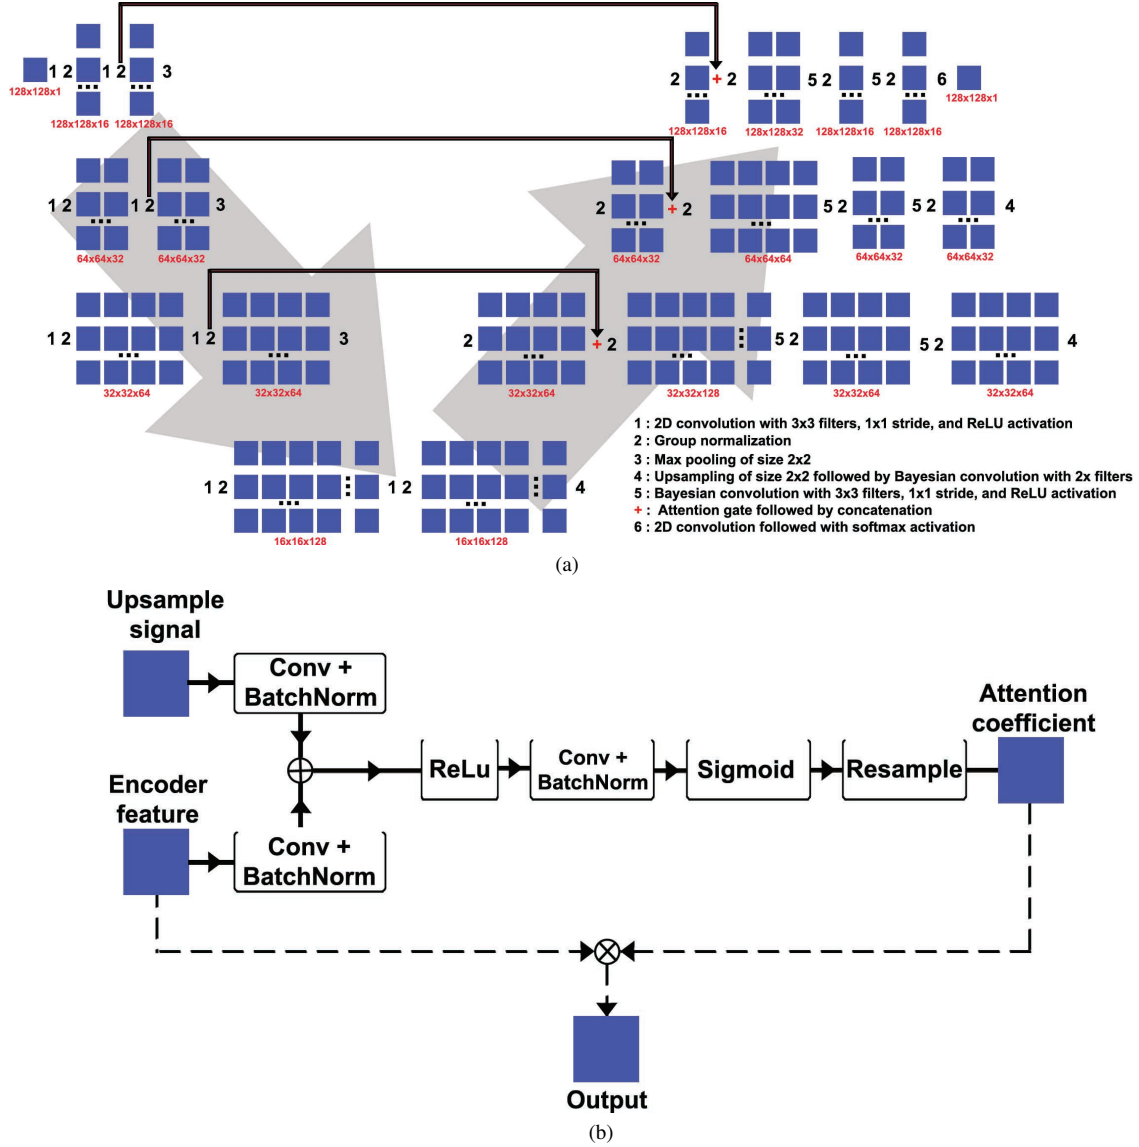 1 2 1 2 3
128x128x1
128x128x16 128x128x16
2 + 2 5 2 5 2 6
128x128x1
128x128x16 128x128x32 128x128x16 128x128x16
1 2 1 2 3
64x64x32 64x64x32
2 + 2 5 2 5 2 4
64x64x32 64x64x64 64x64x32 64x64x32
1 2 1 2 3
32x32x64 32x32x64
2 + 2 5 2 5 2 4
32x32x64 32x32x128 32x32x64 32x32x64
1 2 1 2 4
16x16x128 16x16x128
1 : 2D convolution with 3x3 filters, 1x1 stride, and ReLU activation
2 : Group normalization
3 : Max pooling of size 2x2
4 : Upsampling of size 2x2 followed by Bayesian convolution with 2x filters
5 : Bayesian convolution with 3x3 filters, 1x1 stride, and ReLU activation
+ : Attention gate followed by concatenation
6 : 2D convolution followed with softmax activation
(a)
Upsample
signal
Conv +
BatchNorm
Encoder
feature
Conv +
BatchNorm
ReLu
Conv +
BatchNorm
Sigmoid
Resample
Attention
coefficient
Output
(b)